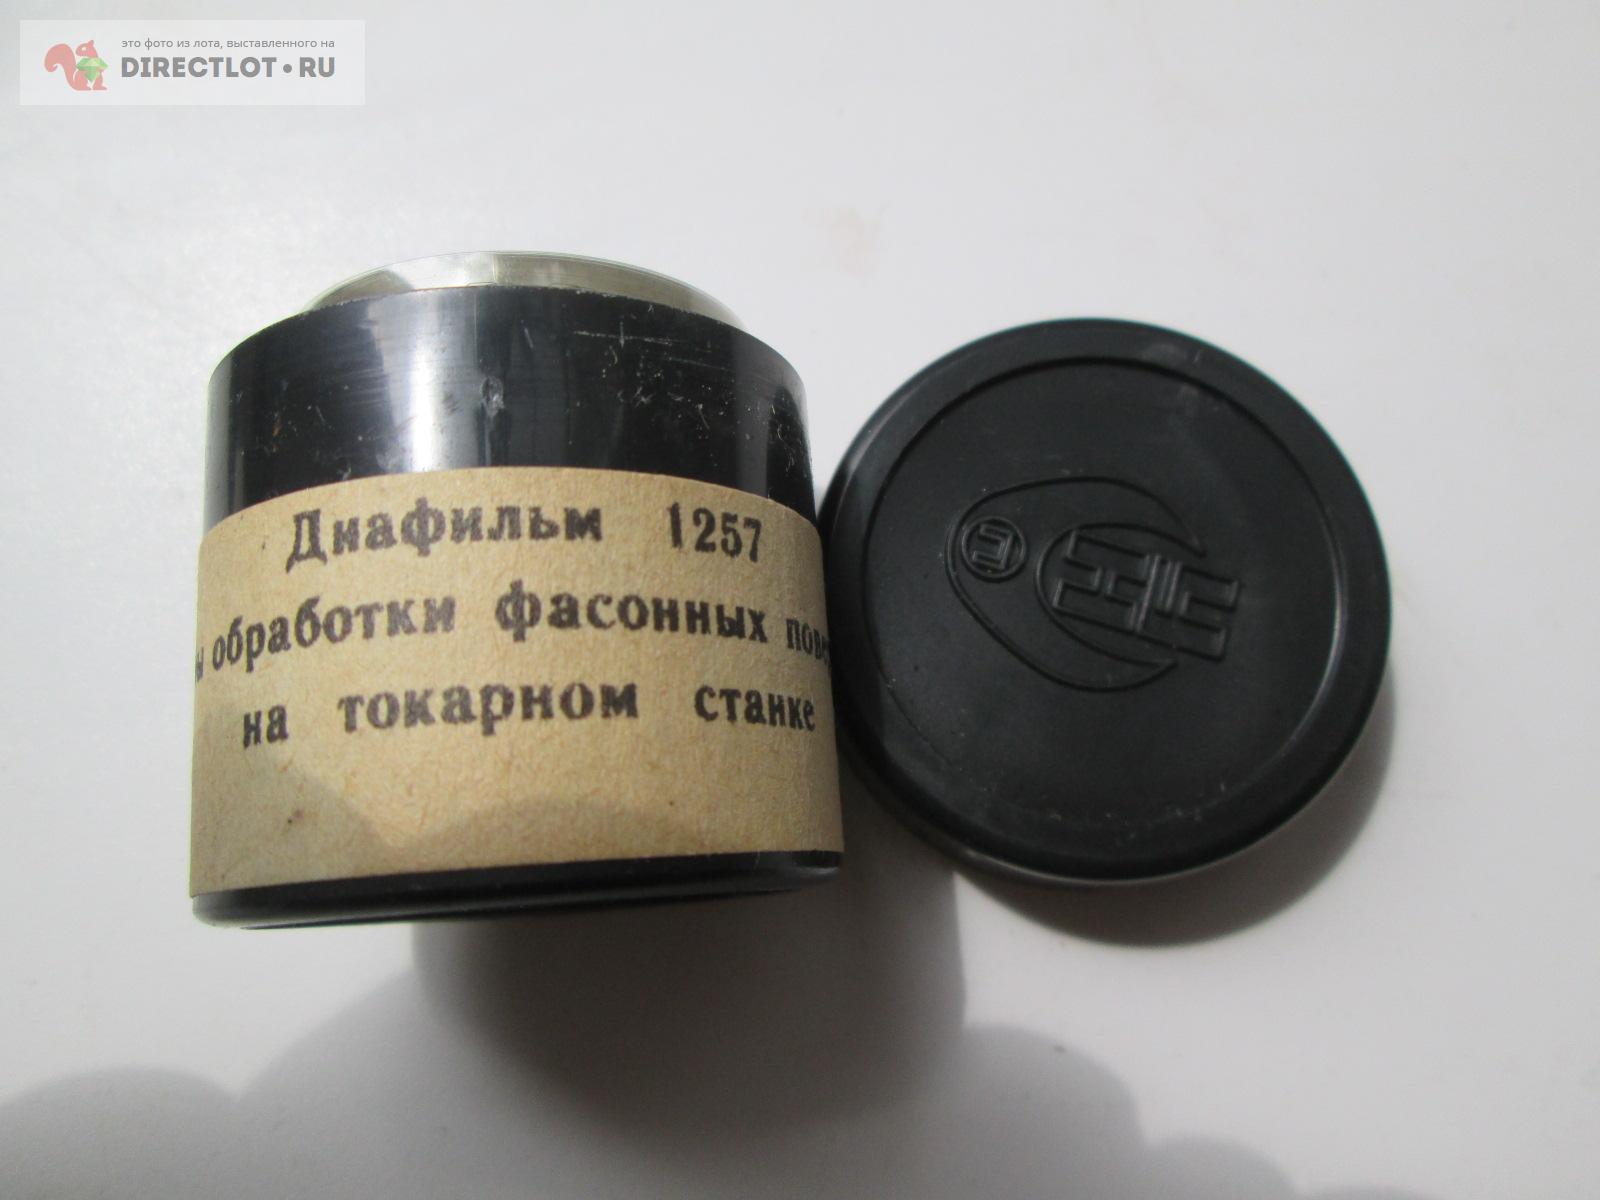 это фото из лота, выставленного на
DIRECTLOT•RU
Диафильм 1257
обработки фасонных
на токарном станке